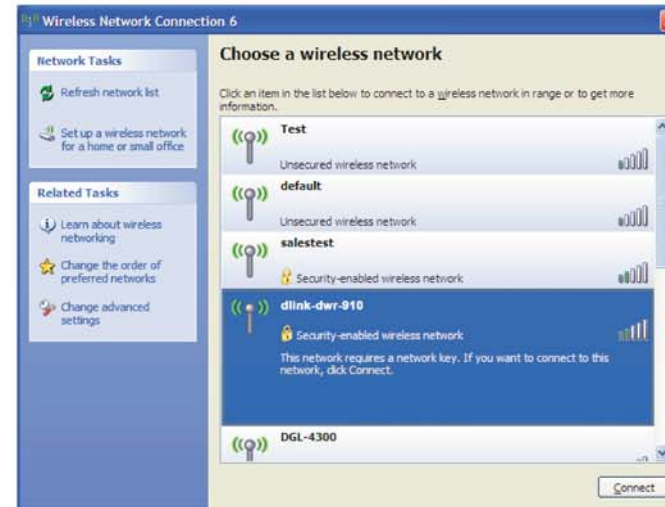 Wireless Network Connection 6
Network Tasks
Refresh network list
Set up a wireless network
for a home or small office
Related Tasks
Learn about wireless
networking
Change the order of
preferred networks
Change advanced
settings
Choose a wireless network
Click an item in the list below to connect to a wireless network in range or to get more
information.
Test
Unsecured wireless network
default
Unsecured wireless network
salestest
Security-enabled wireless network
dlink-dwr-910
Security-enabled wireless network
This network requires a network key. If you want to connect to this
network, click Connect.
DGL-4300
Connect